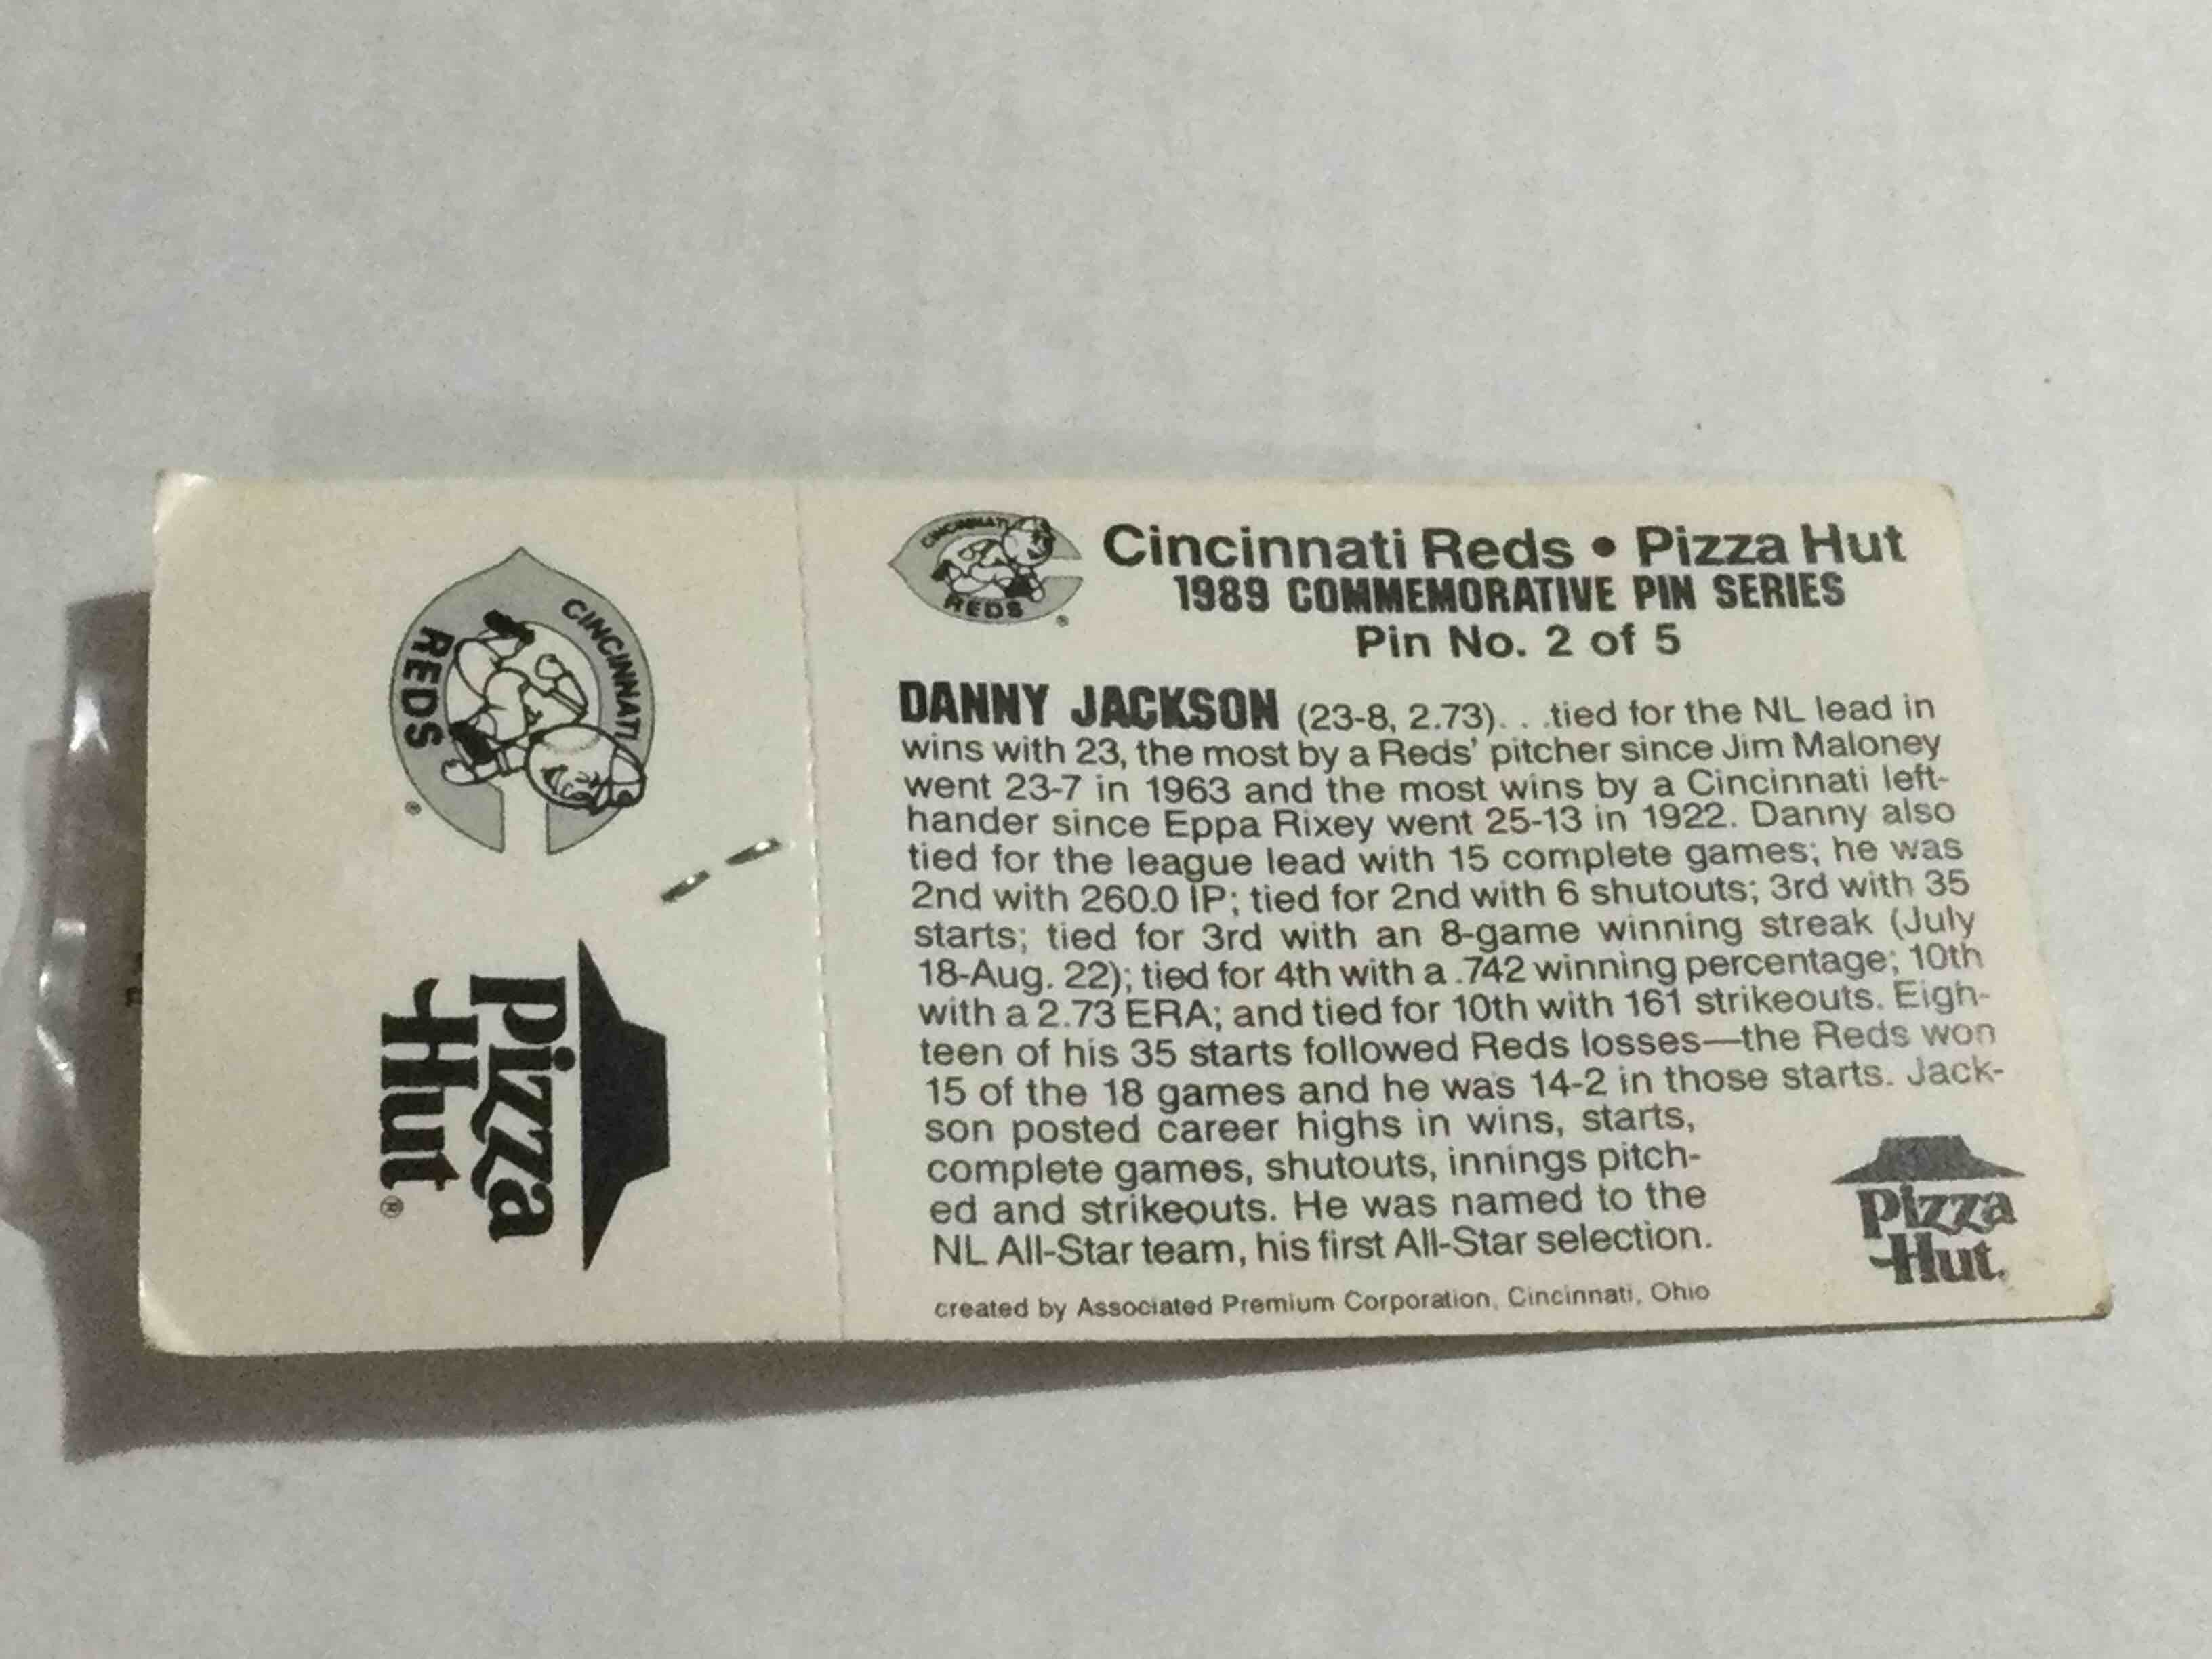 CINCINNATI
REDS
®
Pizza
Hut®
CINCINNATI
REDS
®
Cincinnati Reds • Pizza Hut
1989 COMMEMORATIVE PIN SERIES
Pin No. 2 of 5
DANNY JACKSON (23-8, 2.73). . .tied for the NL lead in
wins with 23, the most by a Reds' pitcher since Jim Maloney
went 23-7 in 1963 and the most wins by a Cincinnati left-
hander since Eppa Rixey went 25-13 in 1922. Danny also
tied for the league lead with 15 complete games; he was
2nd with 260.0 IP; tied for 2nd with 6 shutouts; 3rd with 35
starts; tied for 3rd with an 8-game winning streak (July
18-Aug. 22); tied for 4th with a .742 winning percentage; 10th
with a 2.73 ERA; and tied for 10th with 161 strikeouts. Eigh-
teen of his 35 starts followed Reds losses—the Reds won
15 of the 18 games and he was 14-2 in those starts. Jack-
son posted career highs in wins, starts,
complete games, shutouts, innings pitch-
ed and strikeouts. He was named to the
NL All-Star team, his first All-Star selection.
Pizza
Hut.
created by Associated Premium Corporation, Cincinnati, Ohio